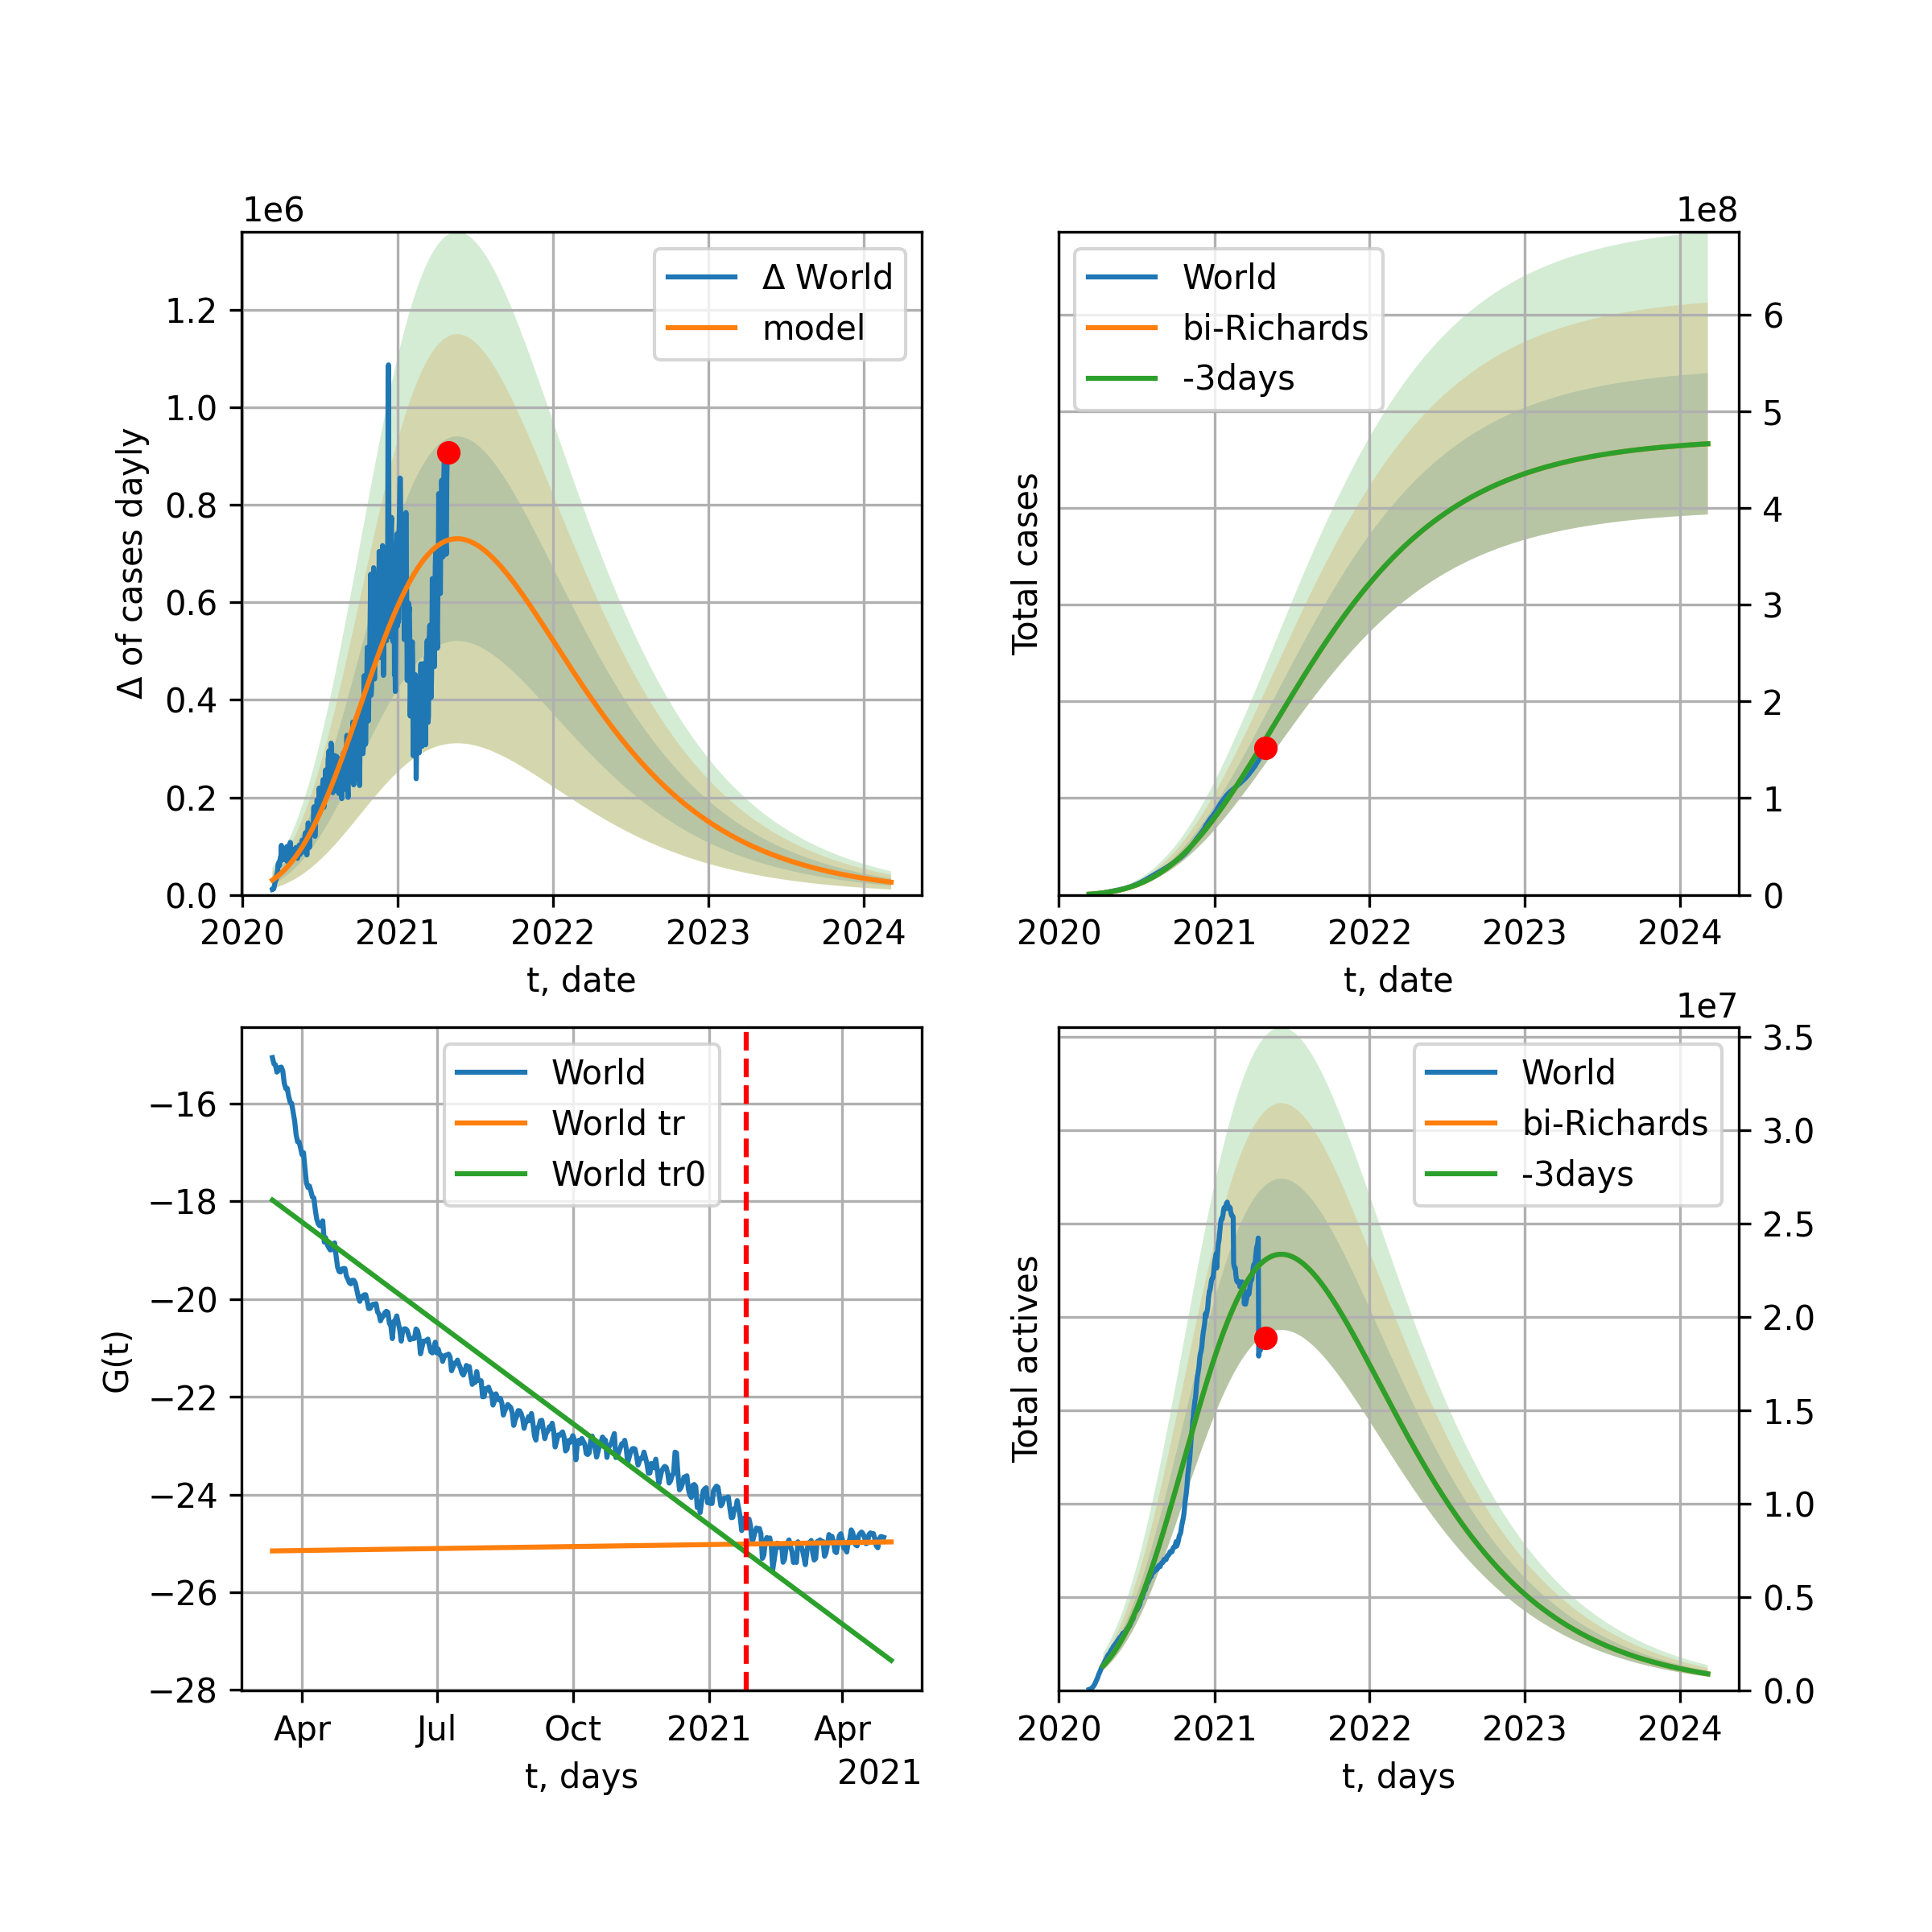 1e6
Δ of cases dayly
1.2
1.0
0.8
0.6
0.4
0.2
0.0
Δ World
model
2020 2021 2022 2023 2024
t, date
1e8
Total cases
World
bi-Richards
-3days
6
5
4
3
2
1
0
2020 2021 2022 2023 2024
t, date
G(t)
−16
−18
−20
−22
−24
−26
−28
World
World tr
World tr0
Apr Jul Oct 2021 Apr
2021
t, days
1e7
Total actives
World
bi-Richards
-3days
3.5
3.0
2.5
2.0
1.5
1.0
0.5
0.0
2020 2021 2022 2023 2024
t, days